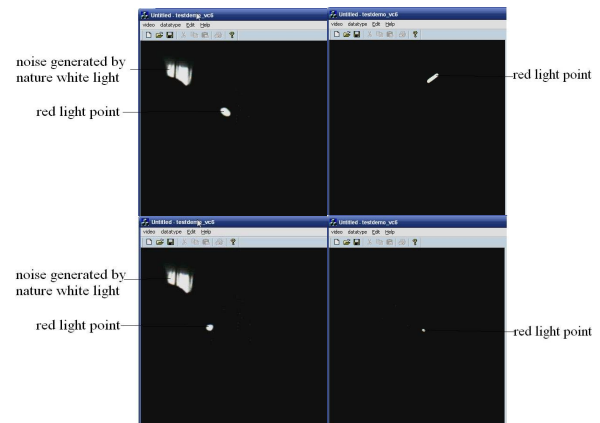 Untitled - testdemo_vc6
video datatype Edit Help
Untitled - testdemo_vc6
video datatype Edit Help
noise generated by
nature white light
red light point
red light point
Untitled - testdemo_vc6
video datatype Edit Help
Untitled - testdemo_vc6
video datatype Edit Help
noise generated by
nature white light
red light point
red light point